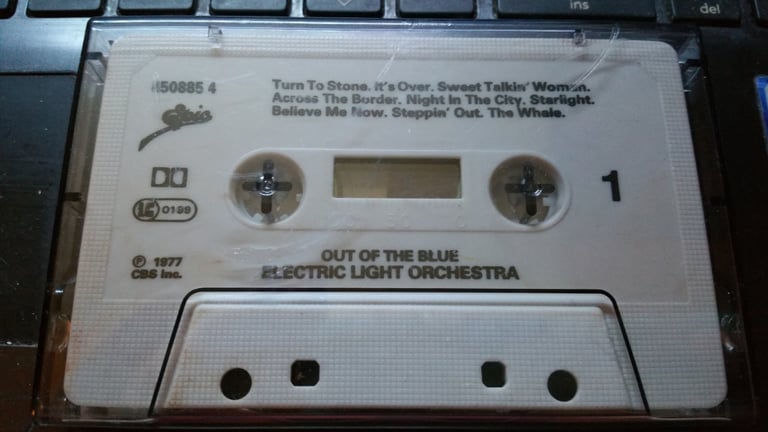 ins
del
450885 4
Turn To Stone. It's Over. Sweet Talkin' Woman.
Across The Border. Night In The City. Starlight.
Believe Me Now. Steppin' Out. The Whale.
Epic
1
LC 0199
℗ 1977
CBS Inc.
OUT OF THE BLUE
ELECTRIC LIGHT ORCHESTRA